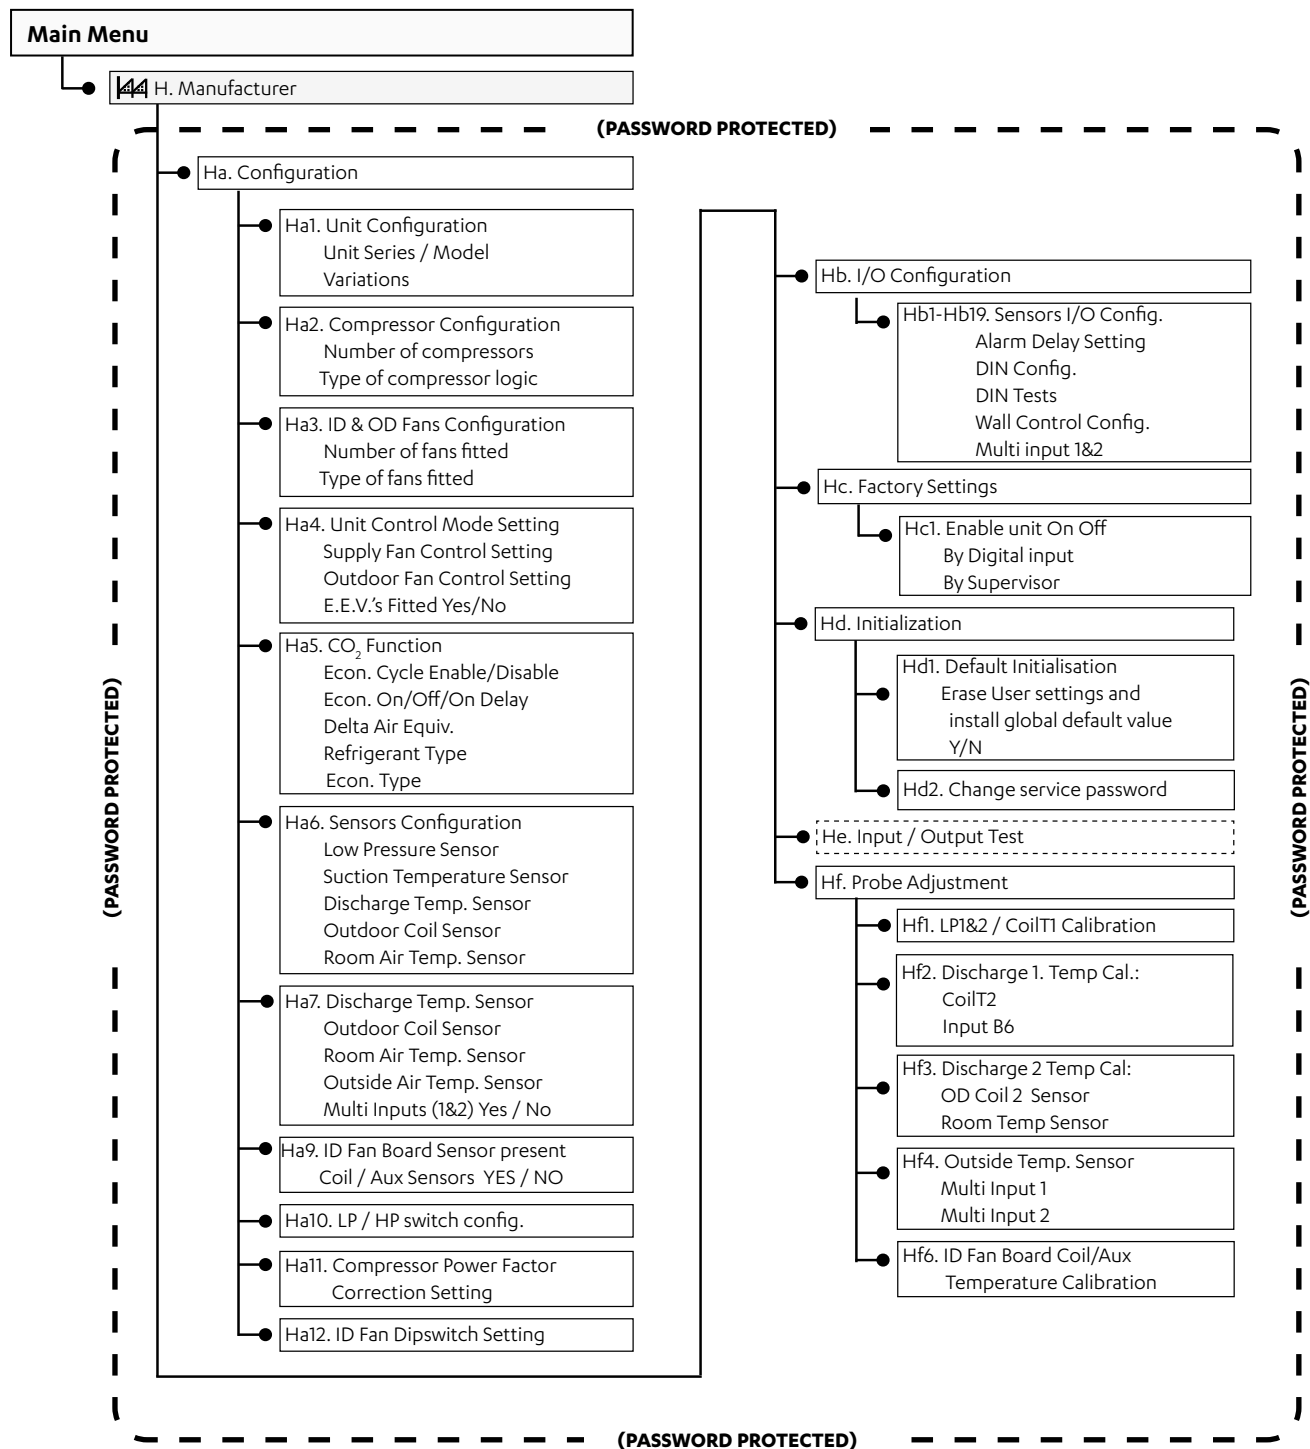 Main Menu
H. Manufacturer
(PASSWORD PROTECTED)
Ha. Configuration
Ha1. Unit Configuration
Unit Series / Model
Variations
Ha2. Compressor Configuration
Number of compressors
Type of compressor logic
Ha3. ID & OD Fans Configuration
Number of fans fitted
Type of fans fitted
Ha4. Unit Control Mode Setting
Supply Fan Control Setting
Outdoor Fan Control Setting
E.E.V.'s Fitted Yes/No
Ha5. CO2 Function
Econ. Cycle Enable/Disable
Econ. On/Off/On Delay
Delta Air Equiv.
Refrigerant Type
Econ. Type
Ha6. Sensors Configuration
Low Pressure Sensor
Suction Temperature Sensor
Discharge Temp. Sensor
Outdoor Coil Sensor
Room Air Temp. Sensor
Ha7. Discharge Temp. Sensor
Outdoor Coil Sensor
Room Air Temp. Sensor
Outside Air Temp. Sensor
Multi Inputs (1&2) Yes / No
Ha9. ID Fan Board Sensor present
Coil / Aux Sensors YES / NO
Ha10. LP / HP switch config.
Ha11. Compressor Power Factor
Correction Setting
Ha12. ID Fan Dipswitch Setting
Hb. I/O Configuration
Hb1-Hb19. Sensors I/O Config.
Alarm Delay Setting
DIN Config.
DIN Tests
Wall Control Config.
Multi input 1&2
Hc. Factory Settings
Hc1. Enable unit On Off
By Digital input
By Supervisor
Hd. Initialization
Hd1. Default Initialisation
Erase User settings and
install global default value
Y/N
Hd2. Change service password
He. Input / Output Test
Hf. Probe Adjustment
Hf1. LP1&2 / CoilT1 Calibration
Hf2. Discharge 1. Temp Cal.:
CoilT2
Input B6
Hf3. Discharge 2 Temp Cal:
OD Coil 2 Sensor
Room Temp Sensor
Hf4. Outside Temp. Sensor
Multi Input 1
Multi Input 2
Hf6. ID Fan Board Coil/Aux
Temperature Calibration
(PASSWORD PROTECTED)
(PASSWORD PROTECTED)
(PASSWORD PROTECTED)